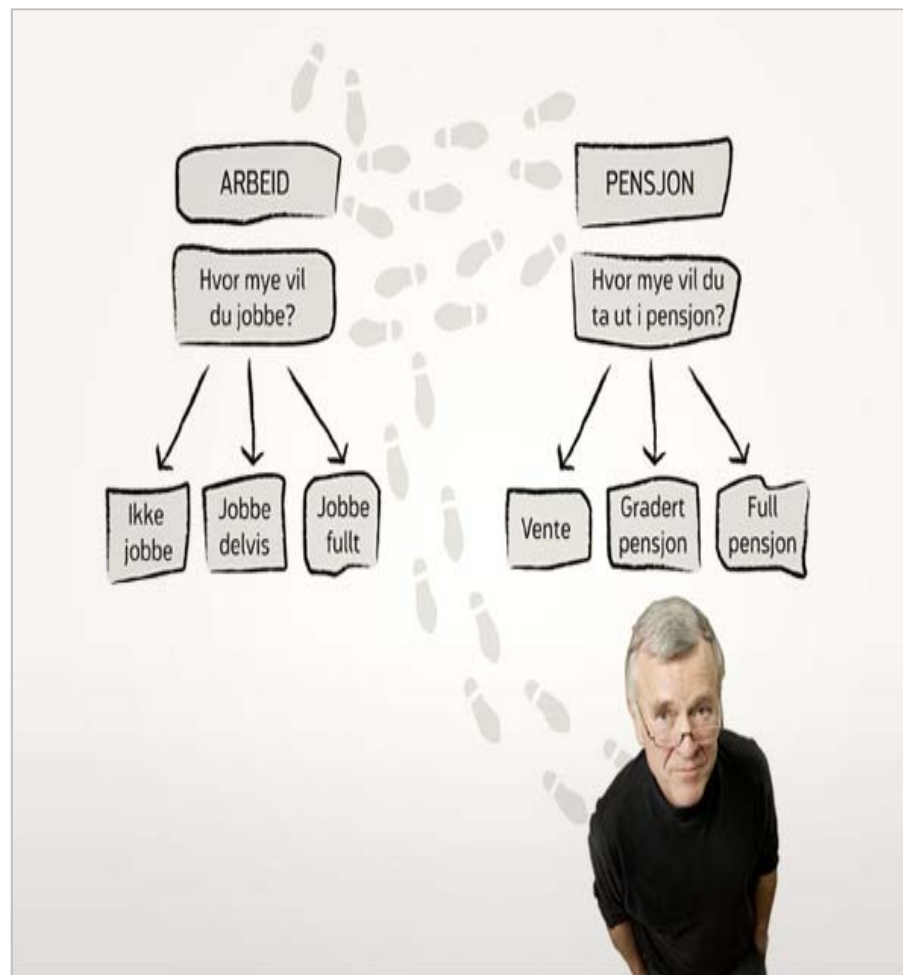 ARBEID
Hvor mye vil
du jobbe?
Ikke
jobbe
Jobbe
delvis
Jobbe
fullt
PENSJON
Hvor mye vil du
ta ut i pensjon?
Vente
Gradert
pensjon
Full
pensjon